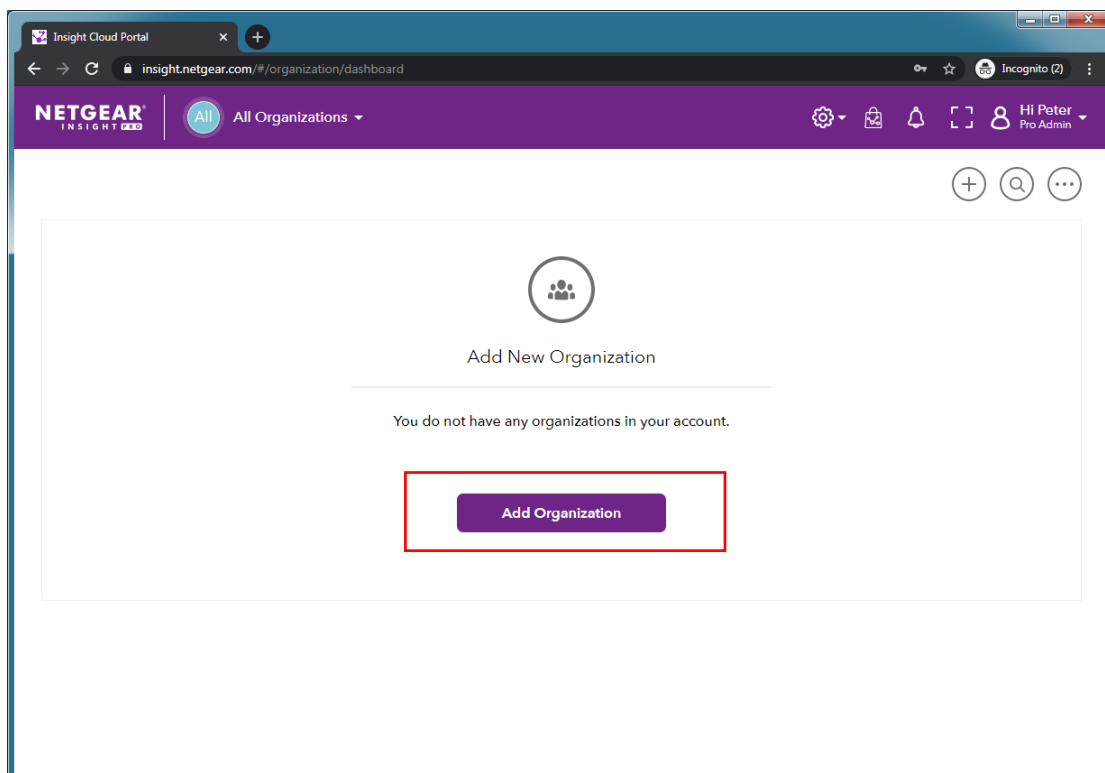 Insight Cloud Portal
insight.netgear.com/#/organization/dashboard
Incognito (2)
NETGEAR®
INSIGHT PRO
All
All Organizations
Hi Peter
Pro Admin
Add New Organization
You do not have any organizations in your account.
Add Organization